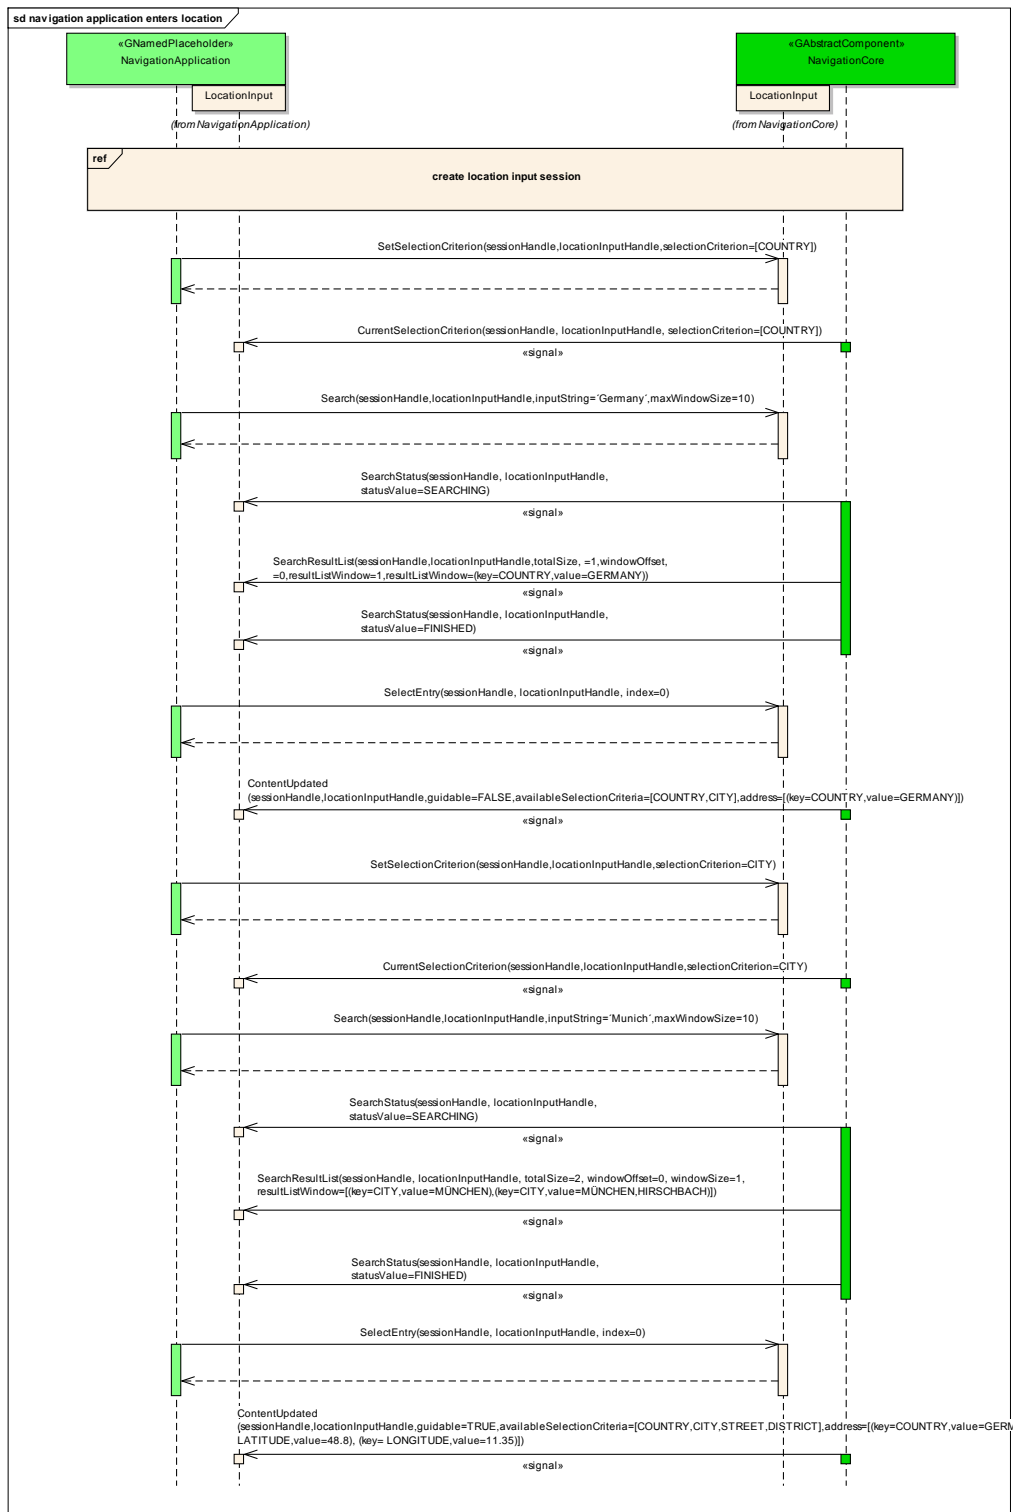 sd navigation application enters location
«GNamedPlaceholder»
NavigationApplication
«GAbstractComponent»
NavigationCore
LocationInput
LocationInput
(from NavigationApplication)
(from NavigationCore)
ref
create location input session
SetSelectionCriterion(sessionHandle,locationInputHandle,selectionCriterion=[COUNTRY])
CurrentSelectionCriterion(sessionHandle, locationInputHandle, selectionCriterion=[COUNTRY])
«signal»
Search(sessionHandle,locationInputHandle,inputString=´Germany´,maxWindowSize=10)
SearchStatus(sessionHandle, locationInputHandle,
statusValue=SEARCHING)
«signal»
SearchResultList(sessionHandle,locationInputHandle,totalSize, =1,windowOffset,
=0,resultListWindow=1,resultListWindow=(key=COUNTRY,value=GERMANY))
«signal»
SearchStatus(sessionHandle, locationInputHandle,
statusValue=FINISHED)
«signal»
SelectEntry(sessionHandle, locationInputHandle, index=0)
ContentUpdated
(sessionHandle,locationInputHandle,guidable=FALSE,availableSelectionCriteria=[COUNTRY,CITY],address=[(key=COUNTRY,value=GERMANY)])
«signal»
SetSelectionCriterion(sessionHandle,locationInputHandle,selectionCriterion=CITY)
CurrentSelectionCriterion(sessionHandle,locationInputHandle,selectionCriterion=CITY)
«signal»
Search(sessionHandle,locationInputHandle,inputString=´Munich´,maxWindowSize=10)
SearchStatus(sessionHandle, locationInputHandle,
statusValue=SEARCHING)
«signal»
SearchResultList(sessionHandle, locationInputHandle, totalSize=2, windowOffset=0, windowSize=1,
resultListWindow=[(key=CITY,value=MÜNCHEN),(key=CITY,value=MÜNCHEN,HIRSCHBACH)])
«signal»
SearchStatus(sessionHandle, locationInputHandle,
statusValue=FINISHED)
«signal»
SelectEntry(sessionHandle, locationInputHandle, index=0)
ContentUpdated
(sessionHandle,locationInputHandle,guidable=TRUE,availableSelectionCriteria=[COUNTRY,CITY,STREET,DISTRICT],address=[(key=COUNTRY,value=GERM
LATITUDE,value=48.8), (key= LONGITUDE,value=11.35)])
«signal»